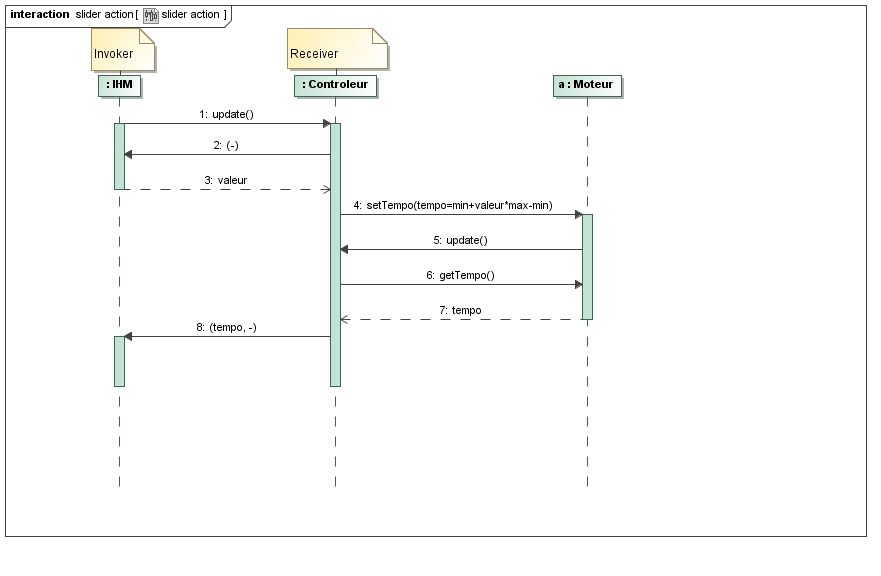 interaction slider action [ slider action ]
Invoker
Receiver
: IHM
: Controleur
a : Moteur
1: update()
2: (-)
3: valeur
4: setTempo(tempo=min+valeur*max-min)
5: update()
6: getTempo()
7: tempo
8: (tempo, -)